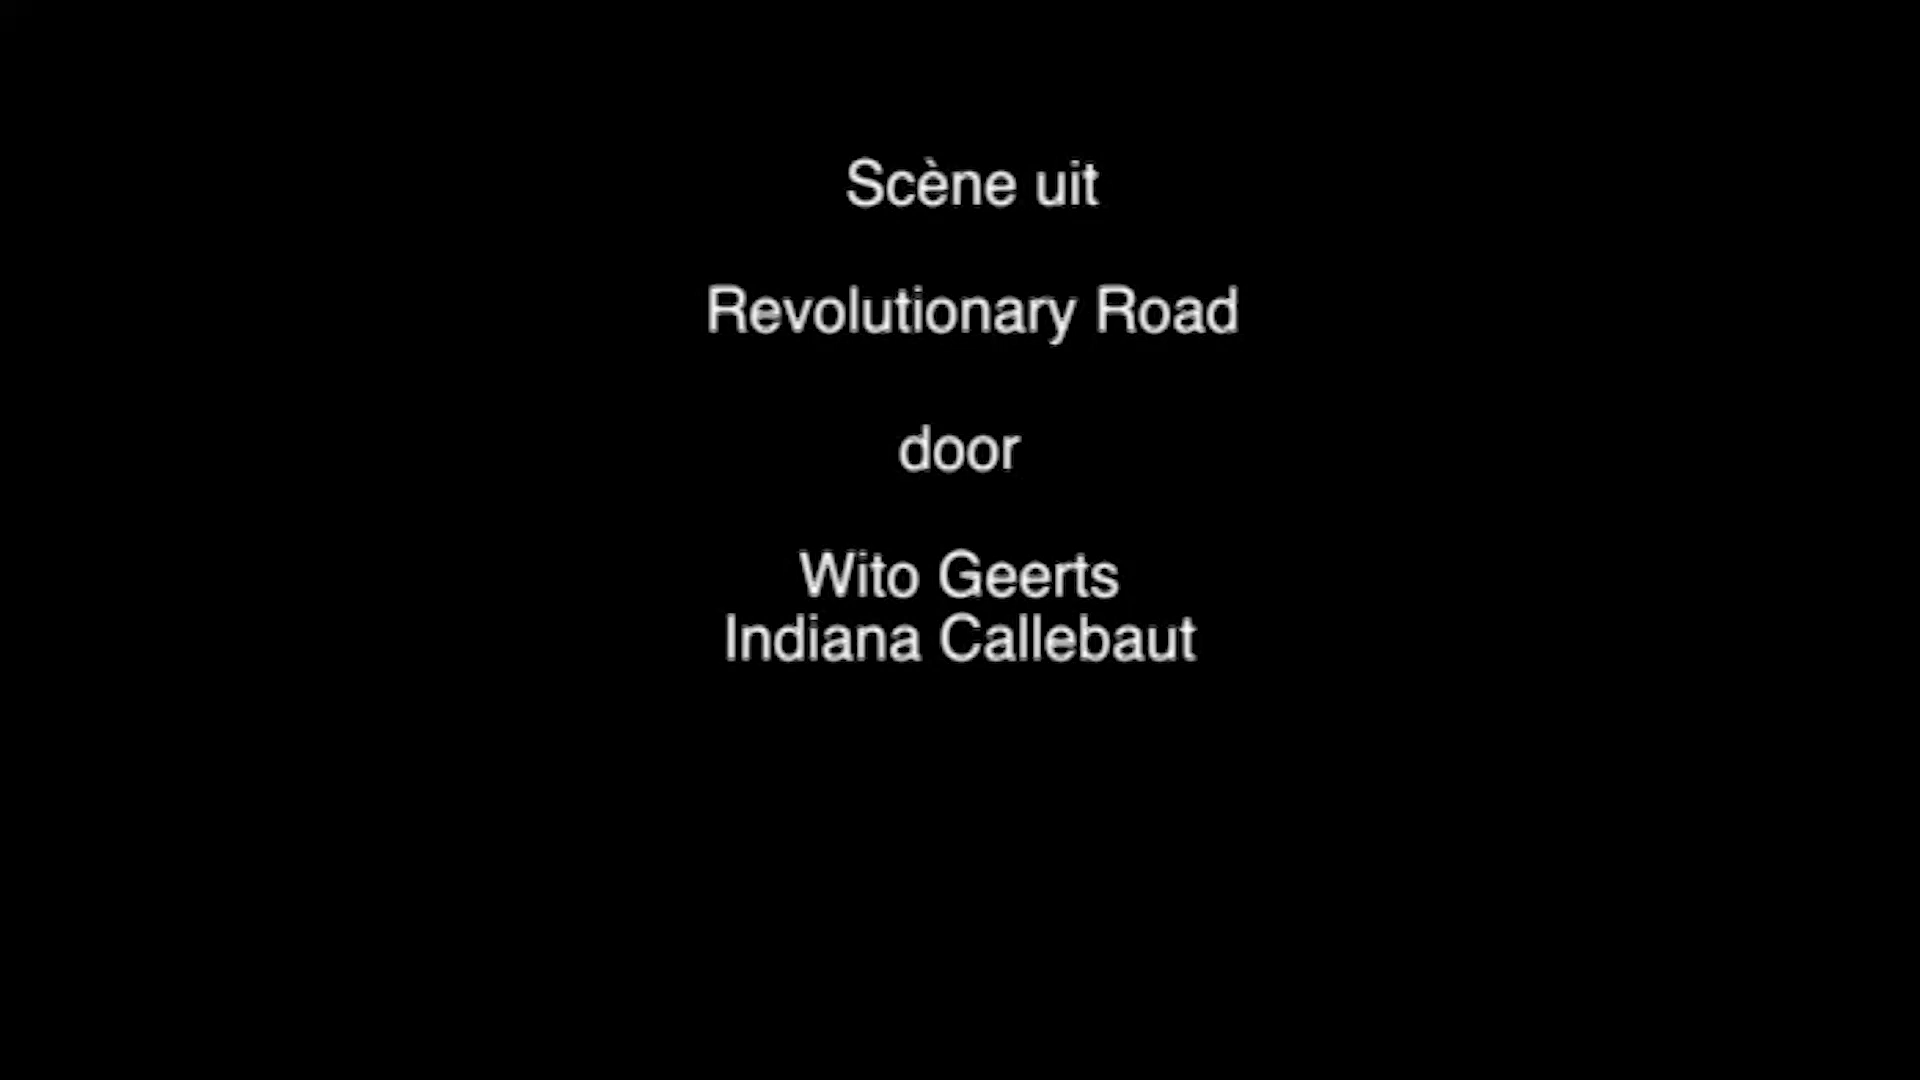 Scène uit
Revolutionary Road
door
Wito Geerts
Indiana Callebaut